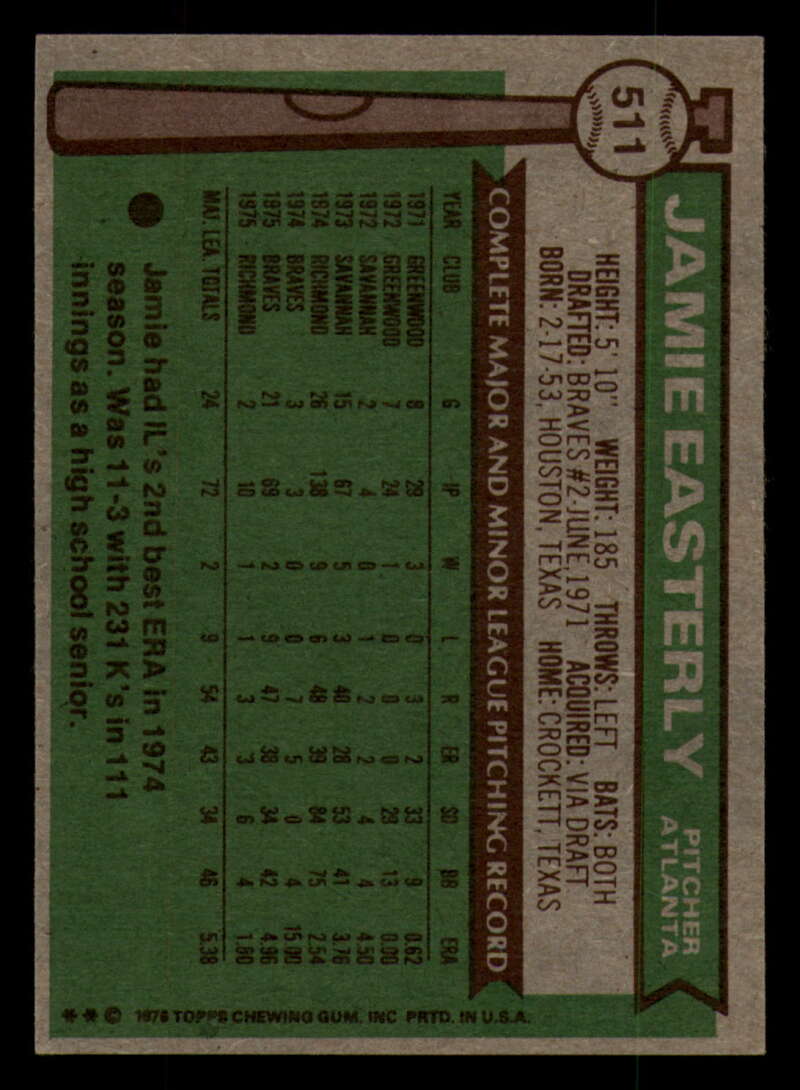 511
JAMIE EASTERLY
PITCHER
ATLANTA
HEIGHT: 5' 10" WEIGHT: 185 THROWS: LEFT BATS: BOTH
DRAFTED: BRAVES #2-JUNE, 1971 ACQUIRED: VIA DRAFT
BORN: 2-17-53, HOUSTON, TEXAS HOME: CROCKETT, TEXAS
COMPLETE MAJOR AND MINOR LEAGUE PITCHING RECORD
YEAR CLUB G IP W L R ER SO BB ERA
1971 GREENWOOD 8 29 3 0 3 2 33 9 0.62
1972 GREENWOOD 7 24 1 0 0 0 29 13 0.00
1972 SAVANNAH 2 4 0 1 2 2 4 4 4.50
1973 SAVANNAH 15 67 5 3 40 28 53 41 3.76
1974 RICHMOND 26 138 9 6 48 39 84 75 2.54
1974 BRAVES 3 3 0 0 7 5 0 4 15.00
1975 BRAVES 21 69 2 9 47 38 34 42 4.96
1975 RICHMOND 2 10 1 1 3 3 6 4 1.80
MAJ. LEA. TOTALS 24 72 2 9 54 43 34 46 5.38
Jamie had IL's 2nd best ERA in 1974
season. Was 11-3 with 231 K's in 111
innings as a high school senior.
** © 1976 TOPPS CHEWING GUM, INC PRTD. IN U.S.A.